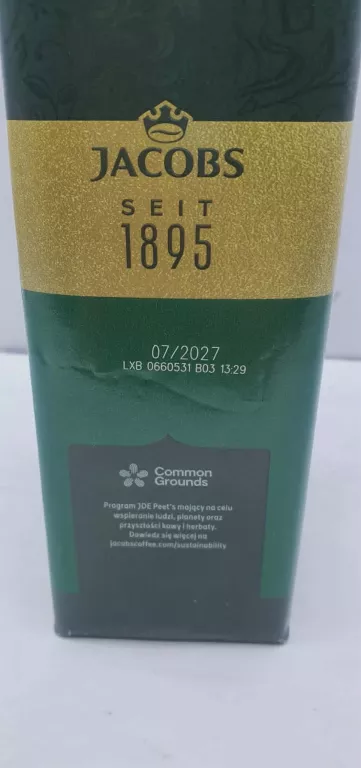 JACOBS
SEIT
1895
07/2027
LXB 0660531 B03 13:29
Common
Grounds
Program JDE Peet's mający na celu
wspieranie ludzi, planety oraz
przyszłości kawy i herbaty.
Dowiedz się więcej na
jacobscoffee.com/sustainability